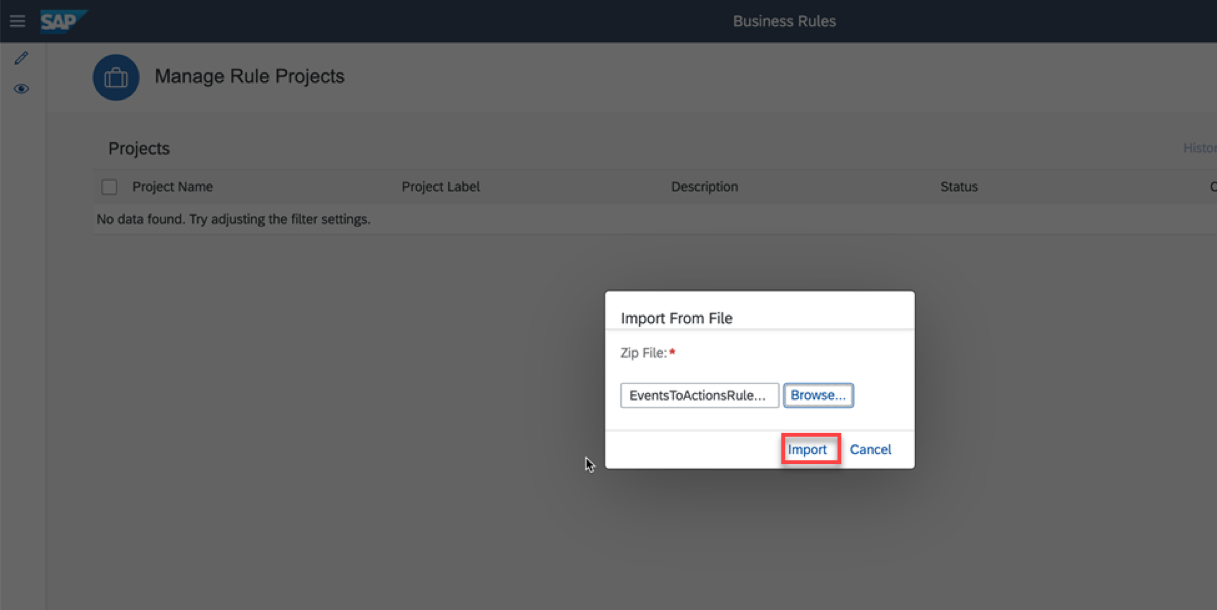 SAP Business Rules
Manage Rule Projects
Projects Histor
Project Name Project Label Description Status C
No data found. Try adjusting the filter settings.
Import From File
Zip File:*
EventsToActionsRule... Browse...
Import Cancel